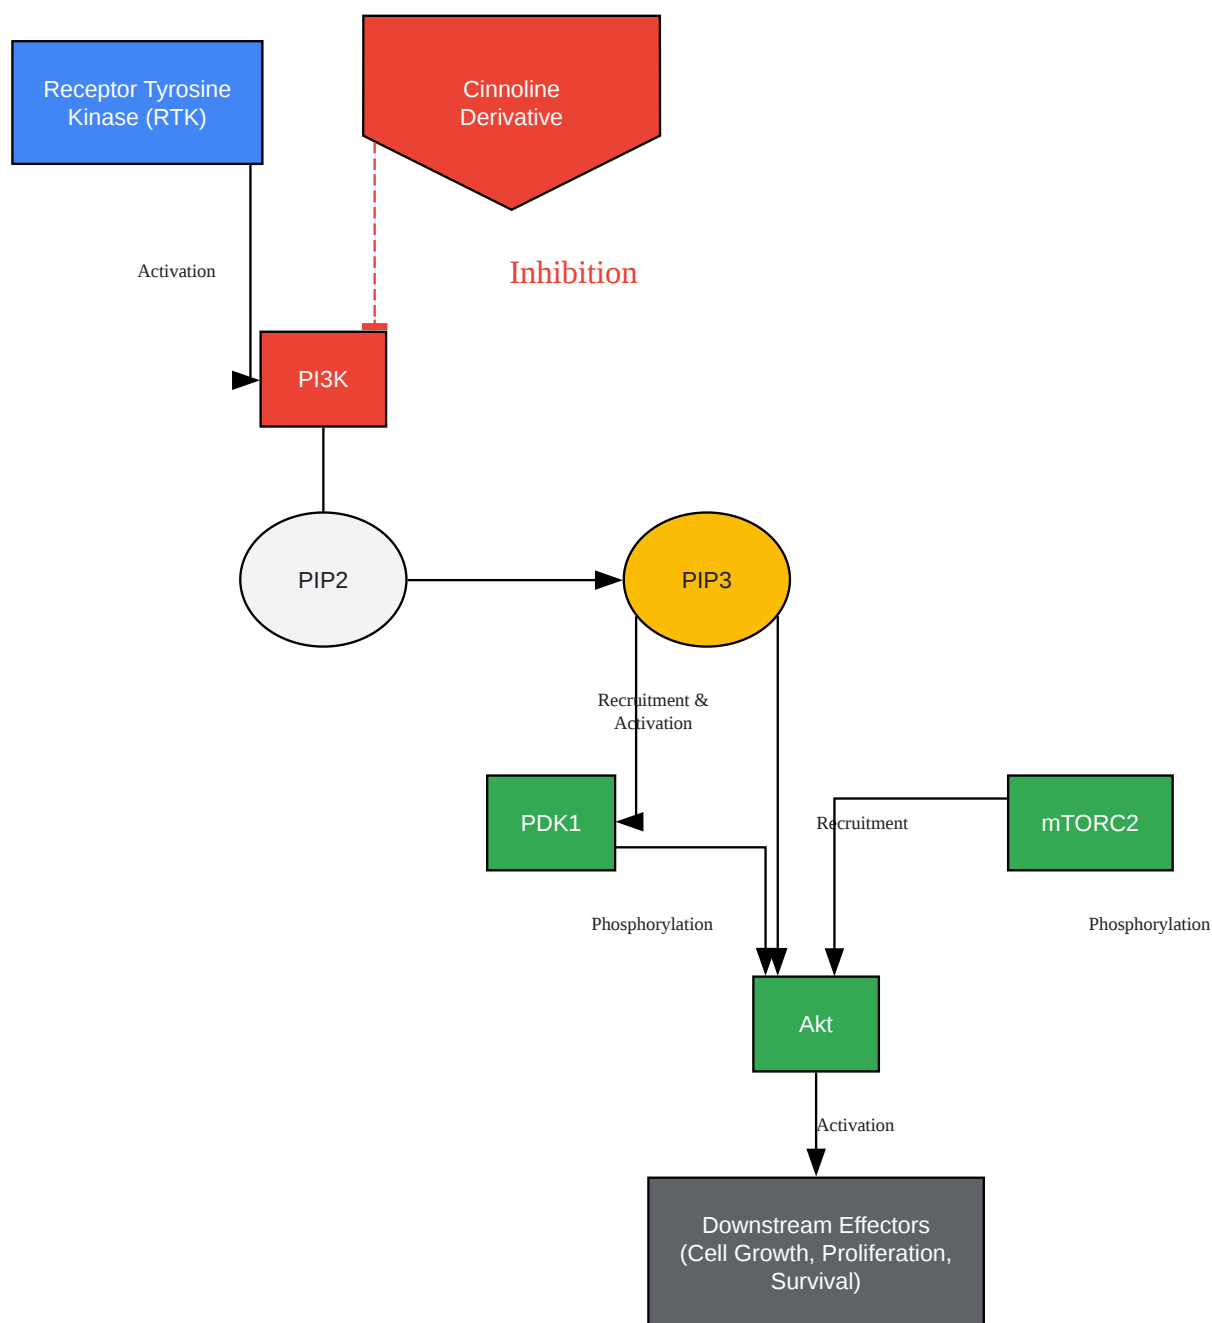 Receptor Tyrosine
Kinase (RTK)
Cinnoline
Derivative
Activation
Inhibition
PI3K
PIP2
PIP3
Recruitment &
Activation
PDK1
Recruitment
mTORC2
Phosphorylation
Phosphorylation
Akt
Activation
Downstream Effectors
(Cell Growth, Proliferation,
Survival)